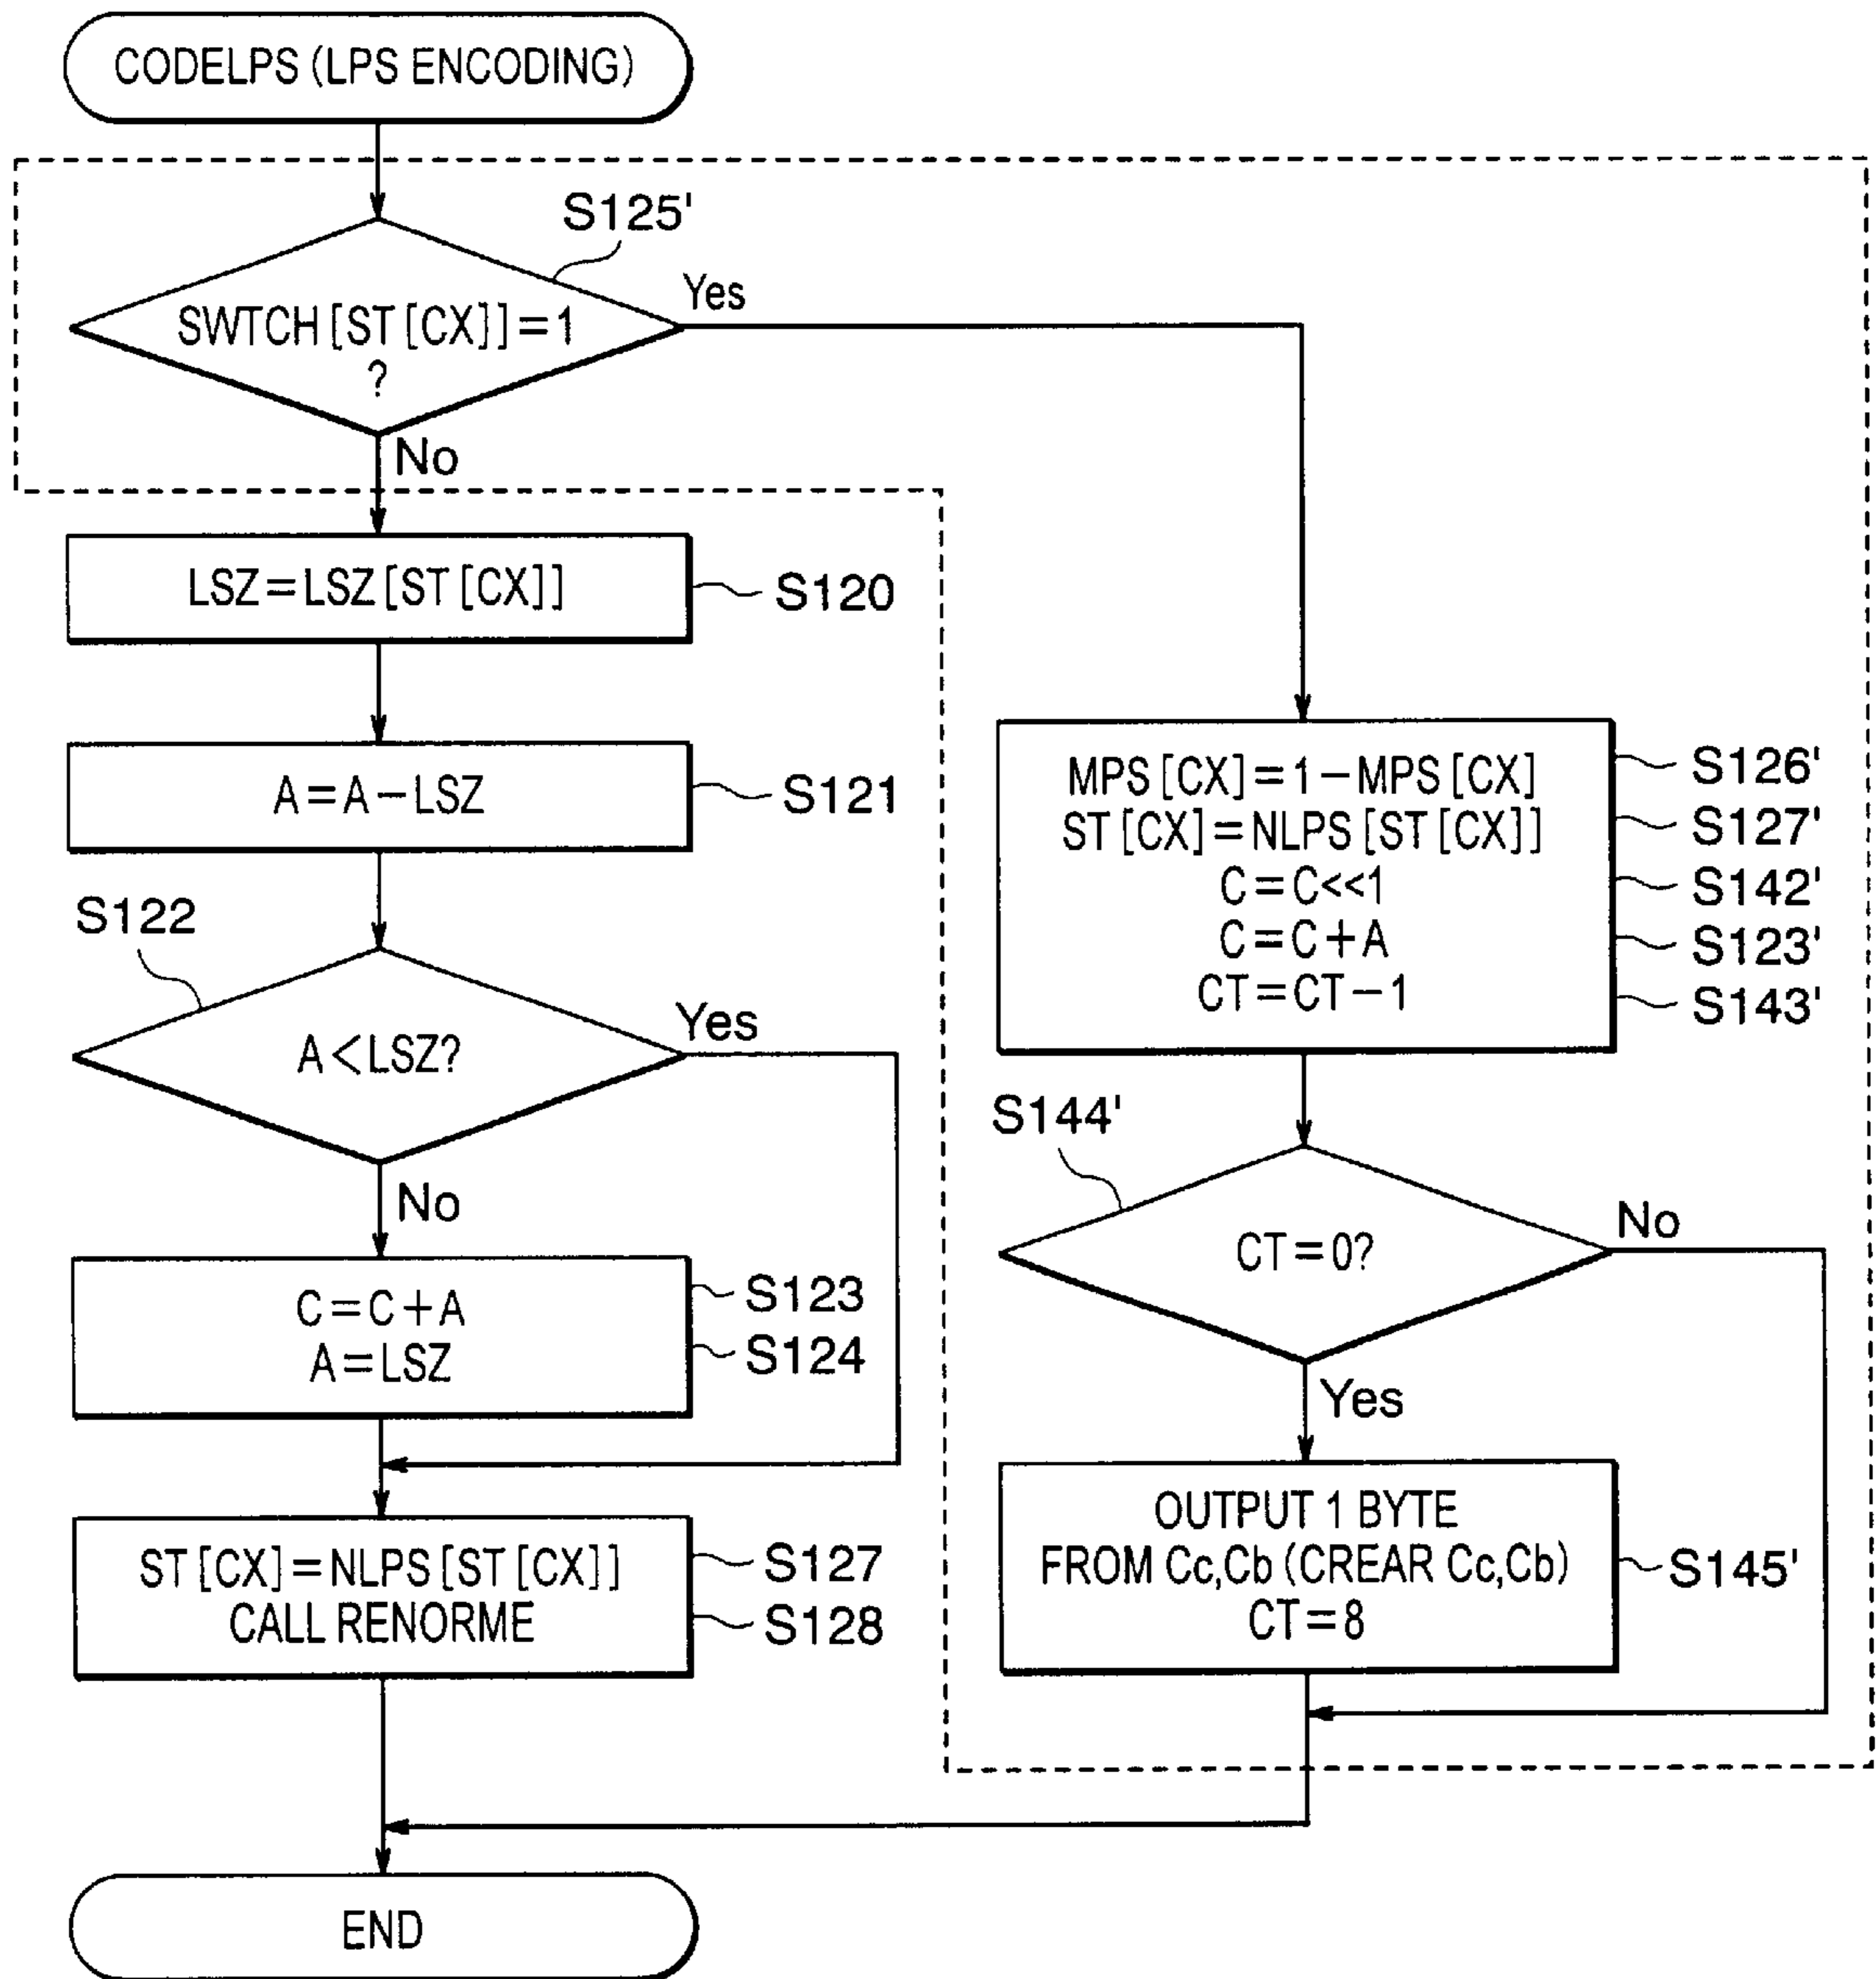 CODELPS (LPS ENCODING)
S125'
SWTCH[ST[CX]]=1
?
Yes
No
LSZ=LSZ[ST[CX]]
S120
A=A-LSZ
S121
S122
A<LSZ?
Yes
No
C=C+A
S123
A=LSZ
S124
ST[CX]=NLPS[ST[CX]]
S127
CALL RENORME
S128
MPS[CX]=1-MPS[CX]
S126'
ST[CX]=NLPS[ST[CX]]
S127'
C=C<<1
S142'
C=C+A
S123'
CT=CT-1
S143'
S144'
CT=0?
No
Yes
OUTPUT 1 BYTE
FROM Cc,Cb (CREAR Cc,Cb)
CT=8
S145'
END